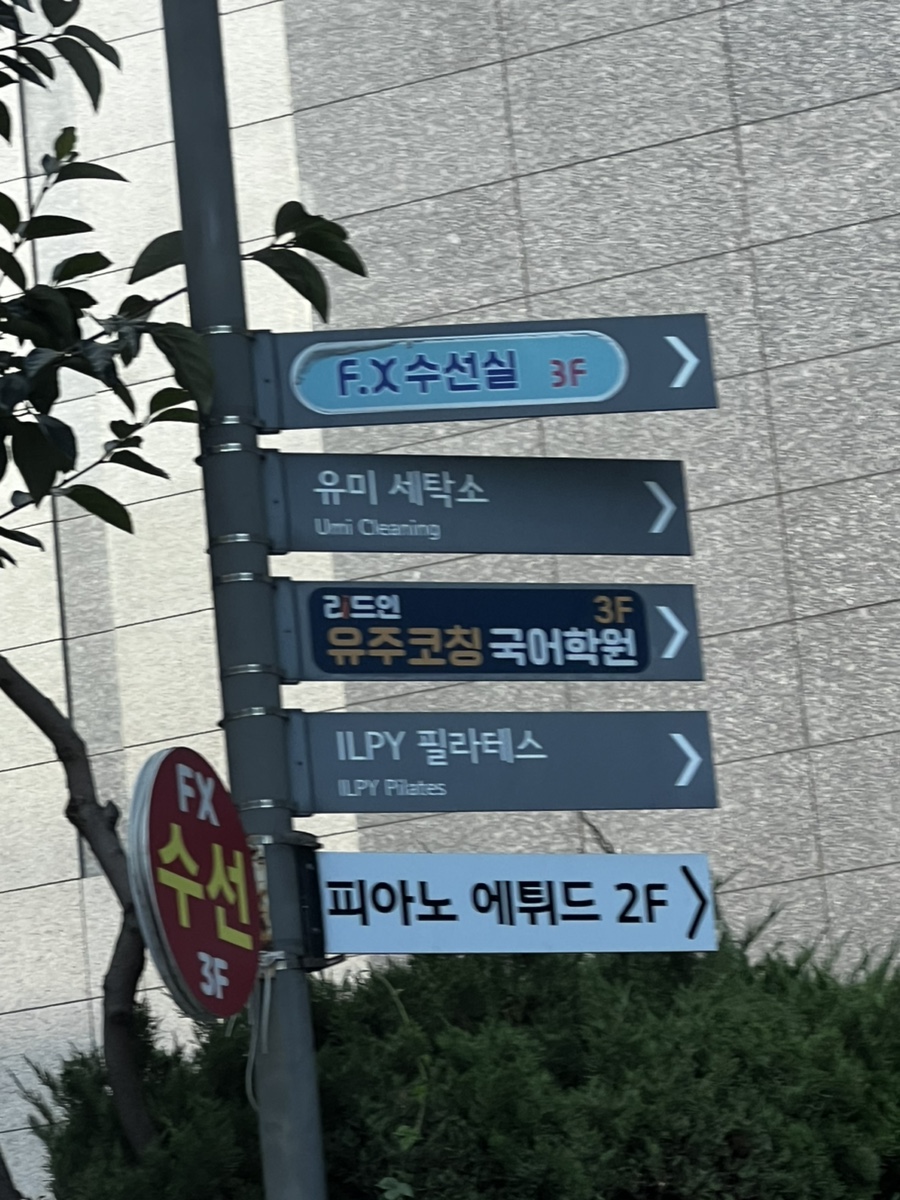 F.X수선실 3F
유미 세탁소
Umi Cleaning
리드인 3F
유주코칭 국어학원
ILPY 필라테스
ILPY Pilates
피아노 에튀드 2F
FX
수선
3F